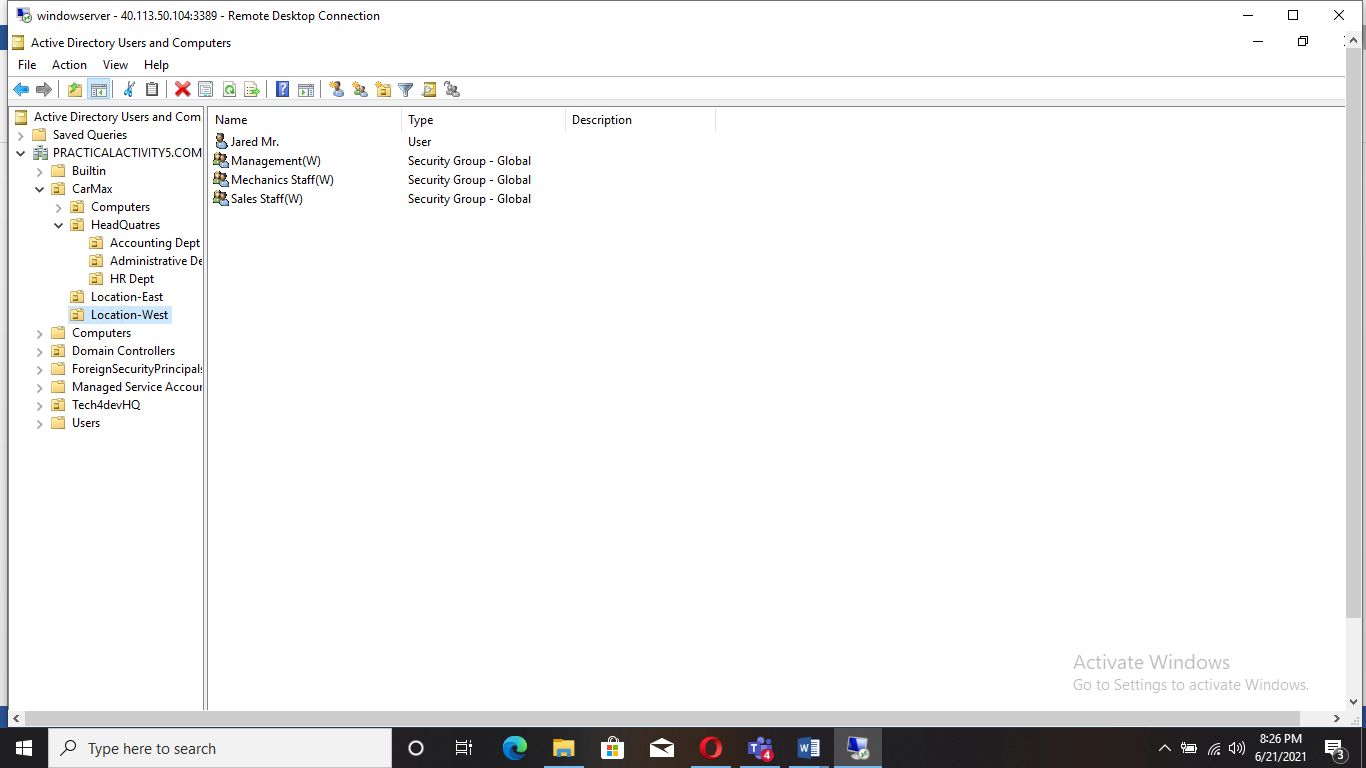 windowserver - 40.113.50.104:3389 - Remote Desktop Connection
Active Directory Users and Computers
File Action View Help
Active Directory Users and Com
Saved Queries
PRACTICALACTIVITY5.COM
Builtin
CarMax
Computers
HeadQuatres
Accounting Dept
Administrative De
HR Dept
Location-East
Location-West
Computers
Domain Controllers
ForeignSecurityPrincipals
Managed Service Accour
Tech4devHQ
Users
Name Type Description
Jared Mr. User
Management(W) Security Group - Global
Mechanics Staff(W) Security Group - Global
Sales Staff(W) Security Group - Global
Activate Windows
Go to Settings to activate Windows.
Type here to search
4
8:26 PM
6/21/2021
3